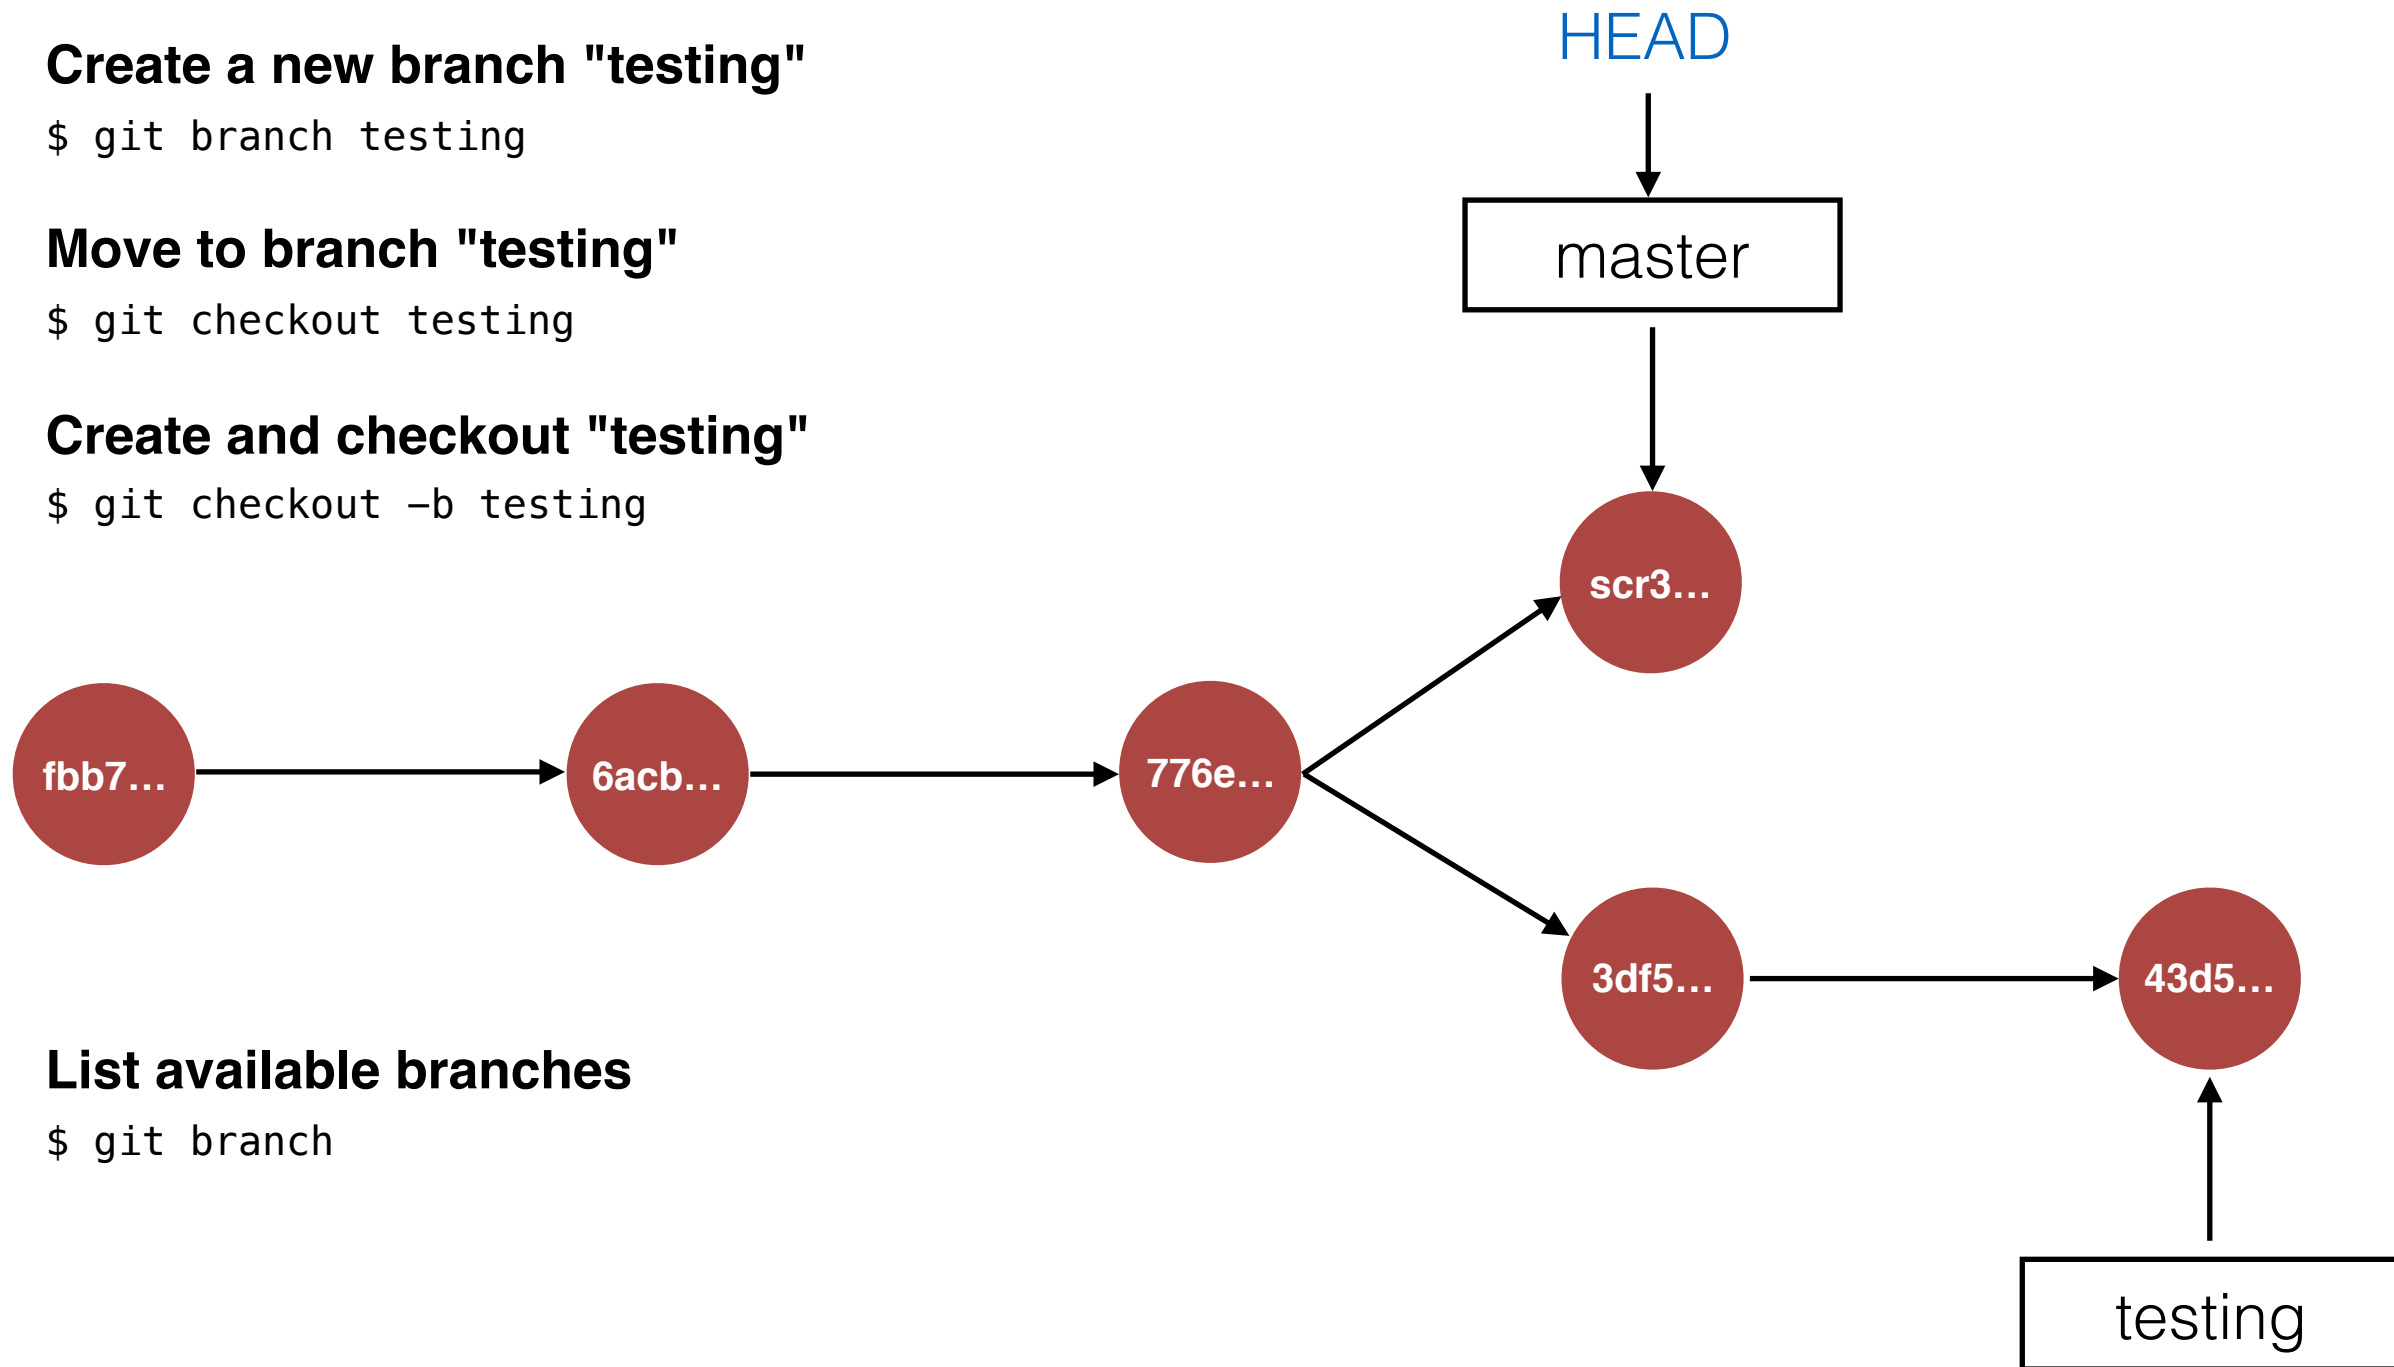 Create a new branch "testing"
$ git branch testing
Move to branch "testing"
$ git checkout testing
Create and checkout "testing"
$ git checkout –b testing
HEAD
master
scr3...
fbb7...
6acb...
776e...
3df5...
43d5...
List available branches
$ git branch
testing